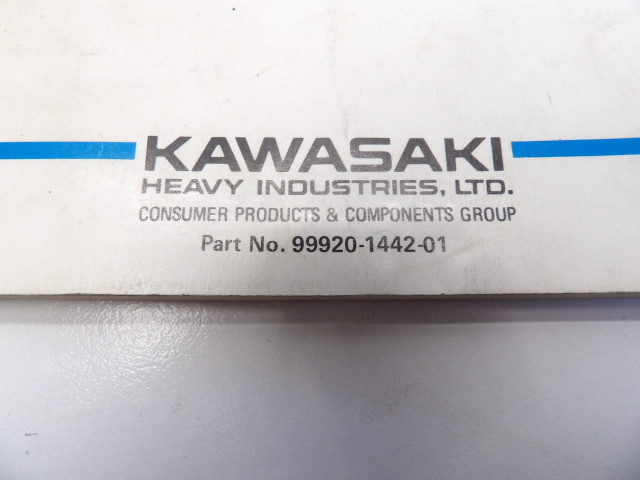 KAWASAKI
HEAVY INDUSTRIES, LTD.
CONSUMER PRODUCTS & COMPONENTS GROUP
Part No. 99920-1442-01